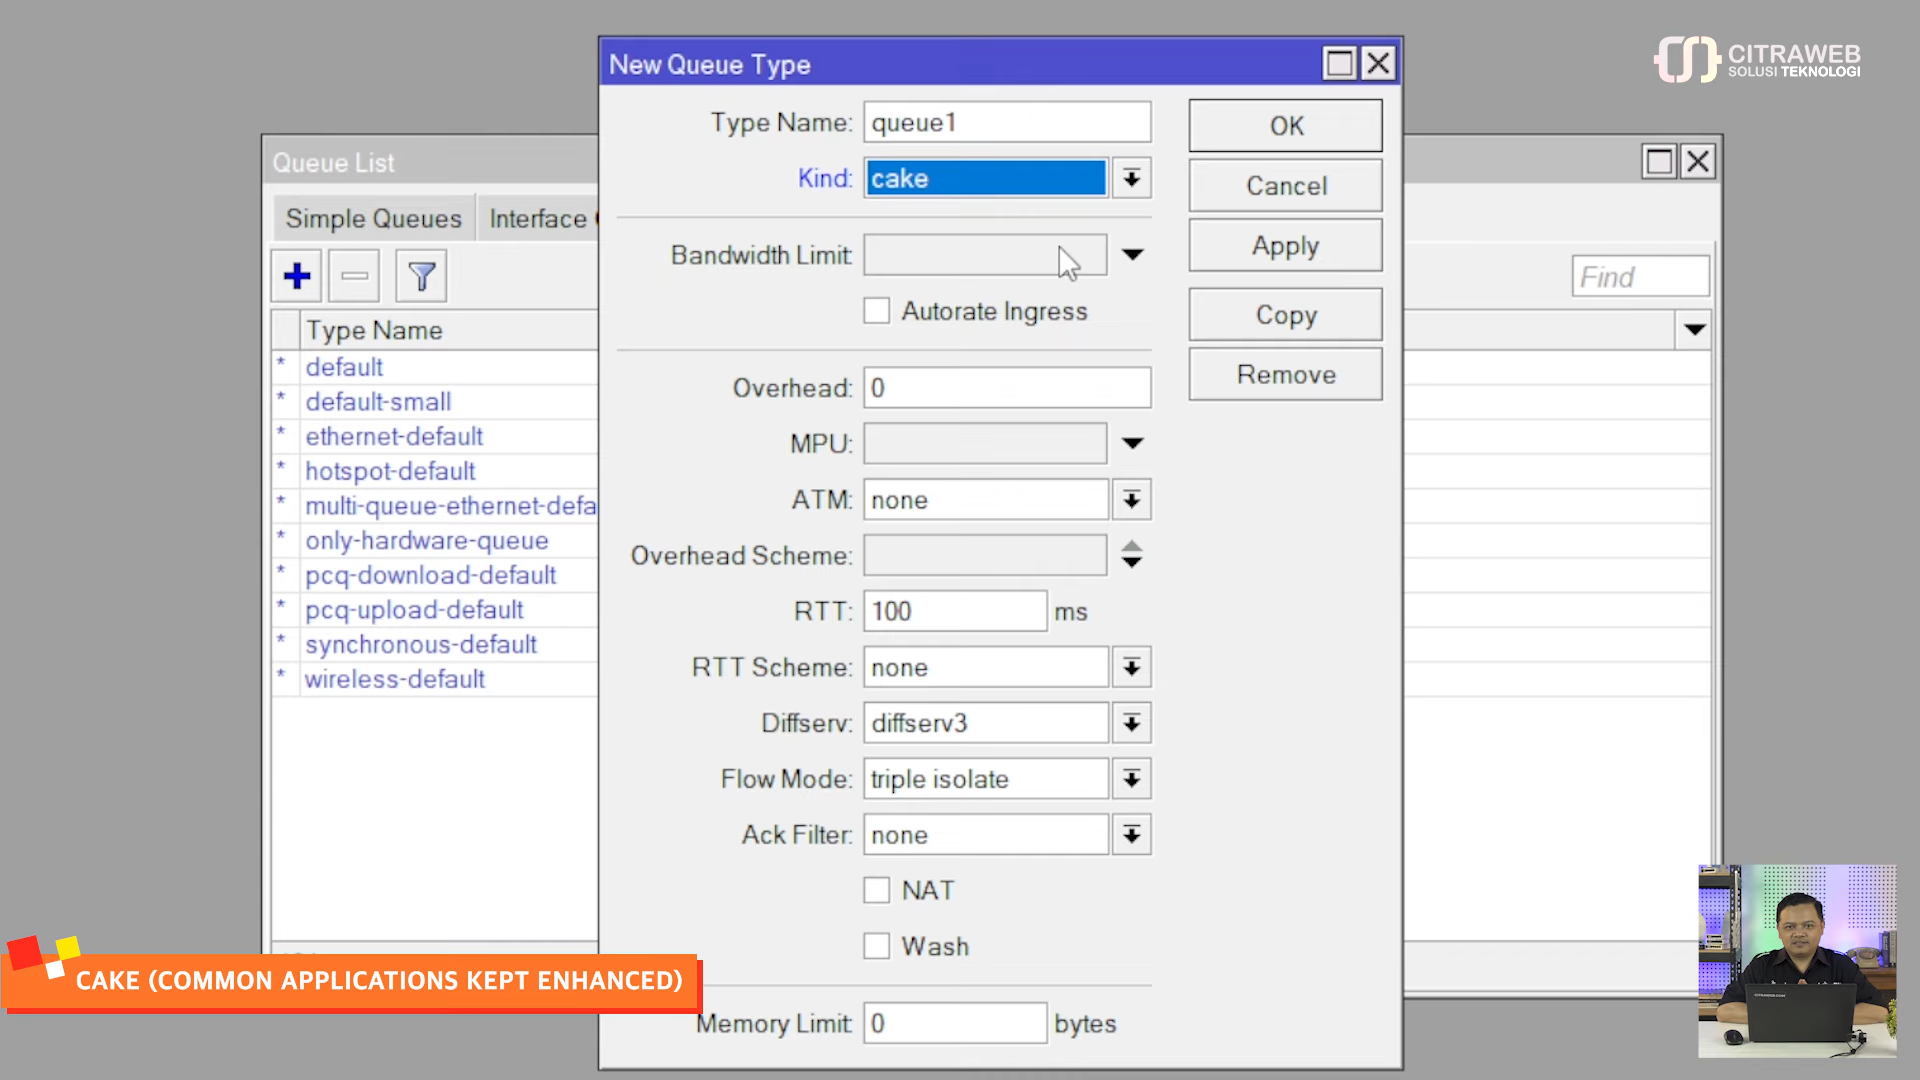 CITRAWEB
SOLUSI TEKNOLOGI
New Queue Type
Type Name: queue1
Kind: cake
Bandwidth Limit:
Autorate Ingress
Overhead: 0
MPU:
ATM: none
Overhead Scheme:
RTT: 100 ms
RTT Scheme: none
Diffserv: diffserv3
Flow Mode: triple isolate
Ack Filter: none
NAT
Wash
Memory Limit: 0 bytes
OK
Cancel
Apply
Copy
Remove
Queue List
Simple Queues
Interface
Find
Type Name
* default
* default-small
* ethernet-default
* hotspot-default
* multi-queue-ethernet-defa
* only-hardware-queue
* pcq-download-default
* pcq-upload-default
* synchronous-default
* wireless-default
CAKE (COMMON APPLICATIONS KEPT ENHANCED)